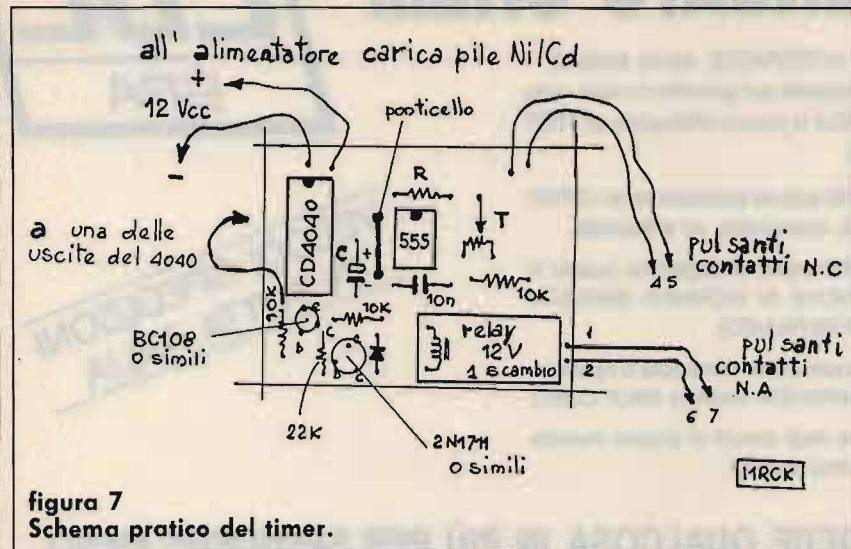 all' alimentatore carica pile Ni/Cd
+
12 Vcc
-
ponticello
a una delle
uscite del 4040
CD4040
C
+
-
R
555
T
10n
10K
pulsanti
contatti N.C
4 5
10K
10K
BC108
o simili
c
B
e
22K
c
B
e
relay
12V
1 scambio
1
2
pulsanti
contatti
N.A
6 7
2N1711
o simili
I1RCK
figura 7
Schema pratico del timer.